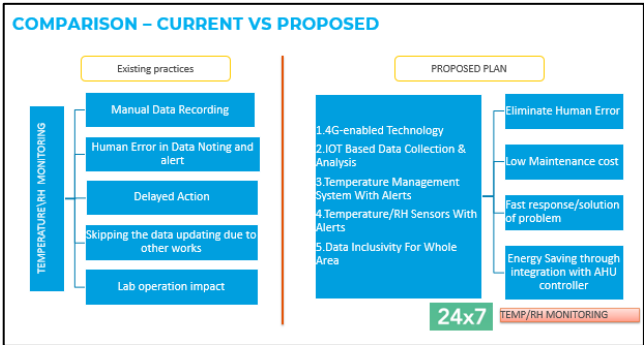 COMPARISON – CURRENT VS PROPOSED
Existing practices
TEMPERATURE\RH MONITORING
Manual Data Recording
Human Error in Data Noting and
alert
Delayed Action
Skipping the data updating due to
other works
Lab operation impact
PROPOSED PLAN
1.4G-enabled Technology
2.IOT Based Data Collection &
Analysis
3.Temperature Management
System With Alerts
4.Temperature/RH Sensors With
Alerts
5.Data Inclusivity For Whole
Area
Eliminate Human Error
Low Maintenance cost
Fast response/solution
of problem
Energy Saving through
integration with AHU
controller
24x7
TEMP/RH MONITORING